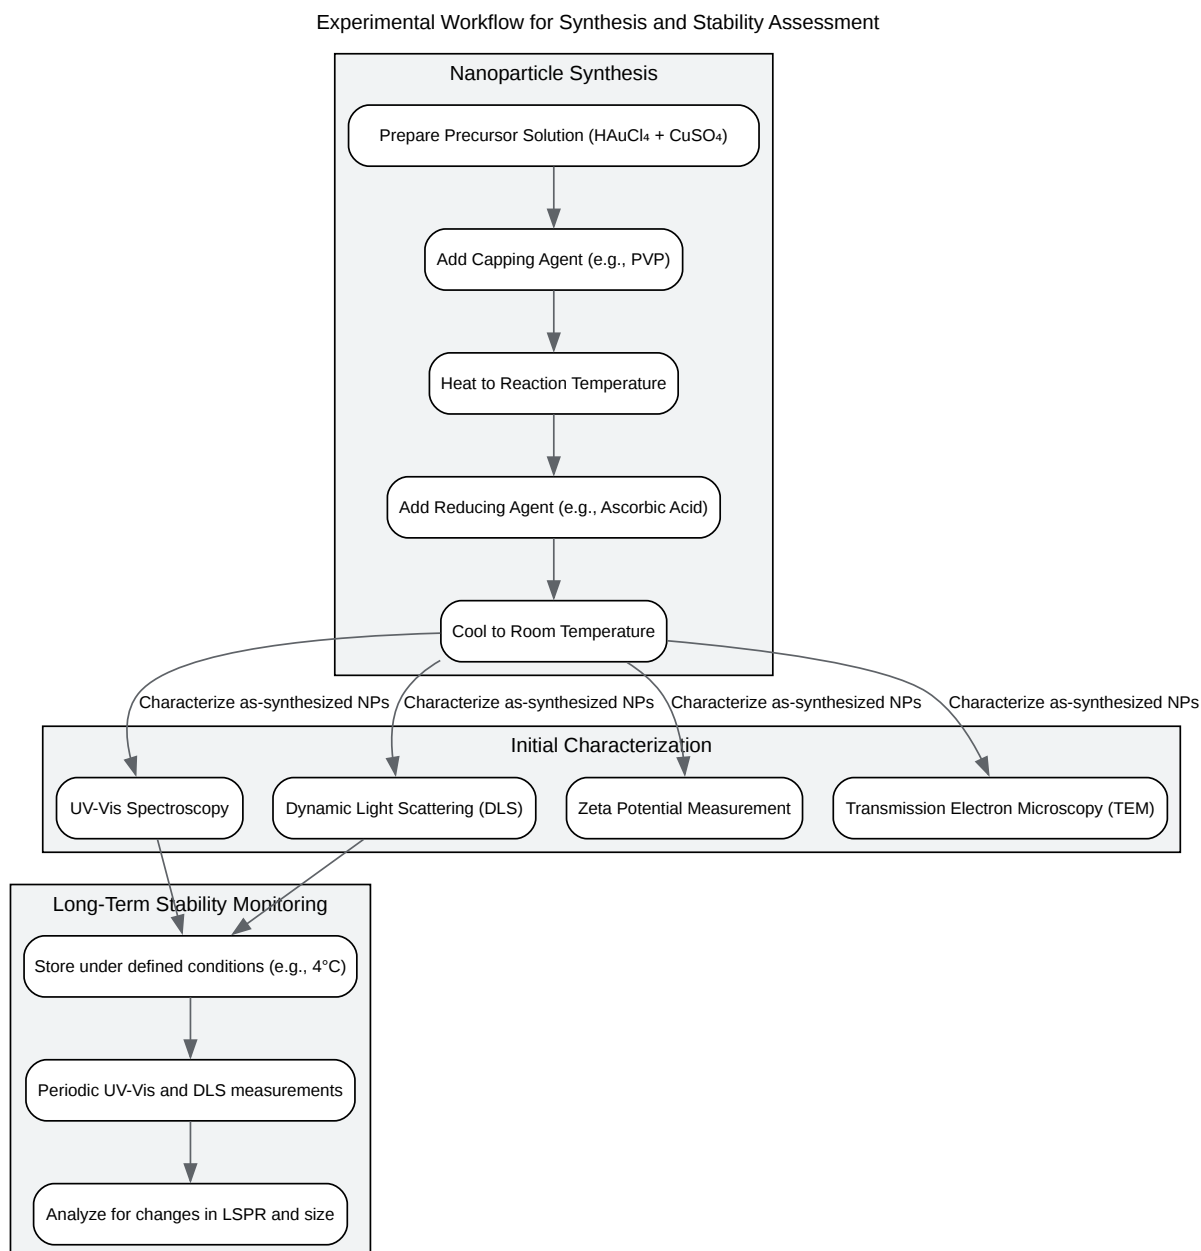 Experimental Workflow for Synthesis and Stability Assessment
Nanoparticle Synthesis
Prepare Precursor Solution (HAuCl₄ + CuSO₄)
Add Capping Agent (e.g., PVP)
Heat to Reaction Temperature
Add Reducing Agent (e.g., Ascorbic Acid)
Cool to Room Temperature
Characterize as-synthesized NPs
Characterize as-synthesized NPs
Characterize as-synthesized NPs
Characterize as-synthesized NPs
Initial Characterization
UV-Vis Spectroscopy
Dynamic Light Scattering (DLS)
Zeta Potential Measurement
Transmission Electron Microscopy (TEM)
Long-Term Stability Monitoring
Store under defined conditions (e.g., 4°C)
Periodic UV-Vis and DLS measurements
Analyze for changes in LSPR and size